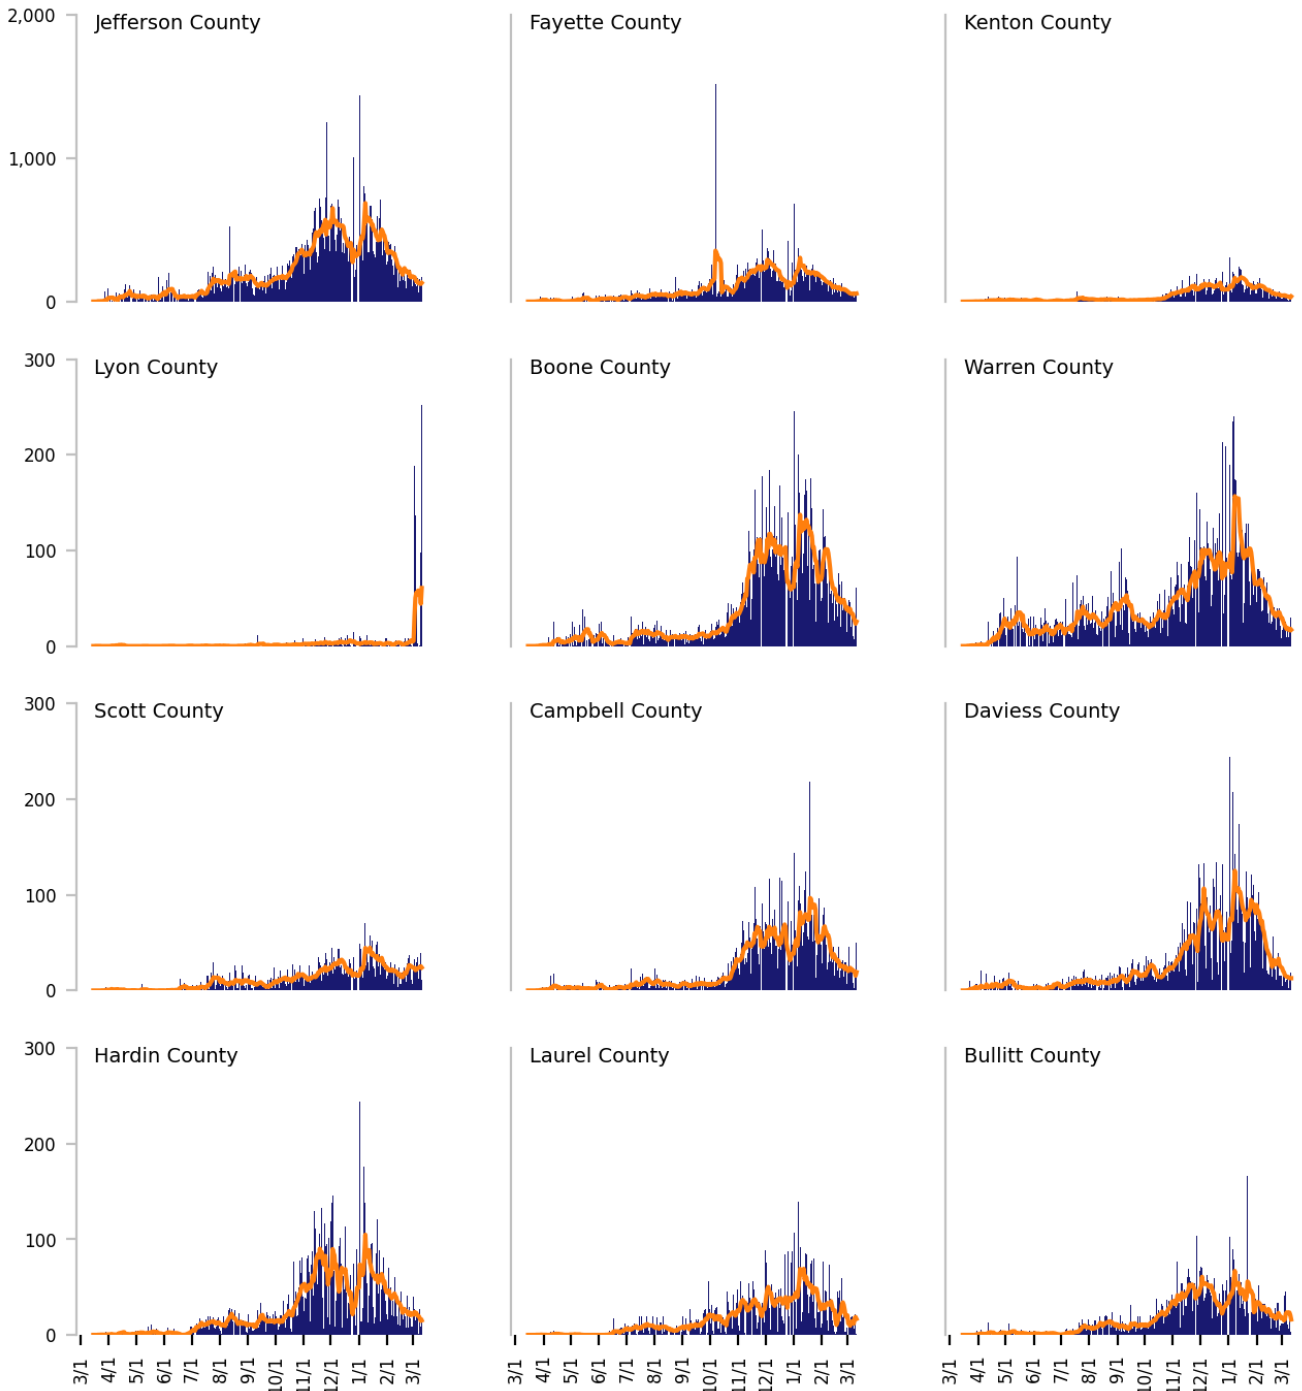 2,000
Jefferson County
Fayette County
Kenton County
1,000
0
300
Lyon County
Boone County
Warren County
200
100
0
300
Scott County
Campbell County
Daviess County
200
100
0
300
Hardin County
Laurel County
Bullitt County
200
100
0
3/1 4/1 5/1 6/1 7/1 8/1 9/1 10/1 11/1 12/1 1/1 2/1 3/1
3/1 4/1 5/1 6/1 7/1 8/1 9/1 10/1 11/1 12/1 1/1 2/1 3/1
3/1 4/1 5/1 6/1 7/1 8/1 9/1 10/1 11/1 12/1 1/1 2/1 3/1